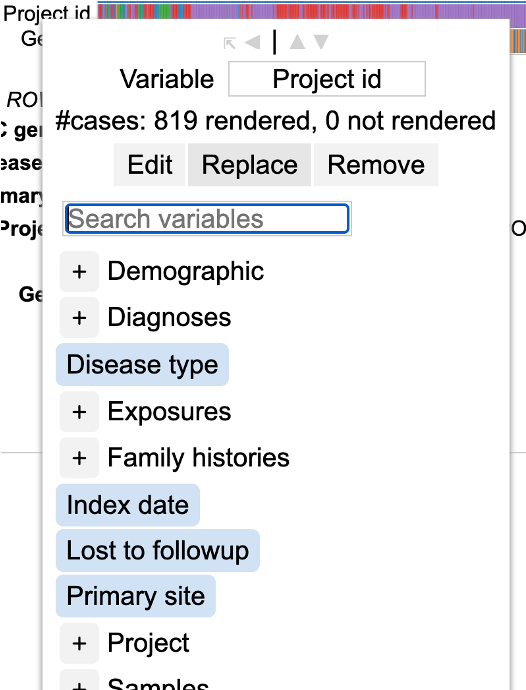 Project id
Ge
Variable Project id
ROI
#cases: 819 rendered, 0 not rendered
C gen
Edit Replace Remove
ease
mary
Search variables
Proje
+ Demographic
Ge
+ Diagnoses
Disease type
+ Exposures
+ Family histories
Index date
Lost to followup
Primary site
+ Project
+ Samples